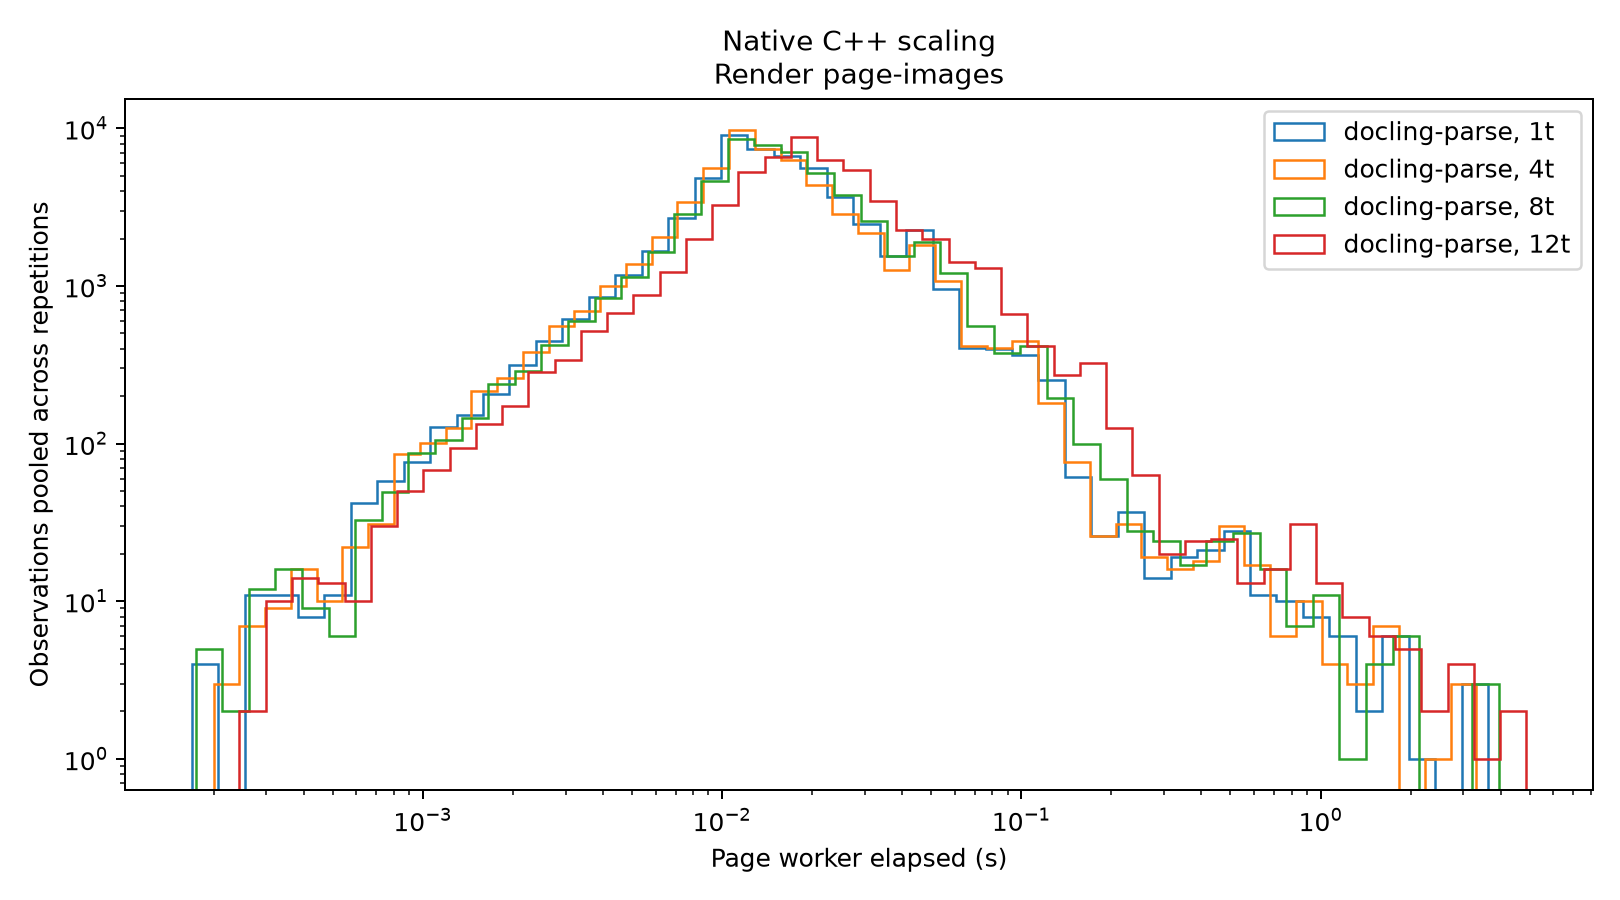 Native C++ scaling
Render page-images
docling-parse, 1t
docling-parse, 4t
docling-parse, 8t
docling-parse, 12t
Observations pooled across repetitions
10⁴
10³
10²
10¹
10⁰
10⁻³ 10⁻² 10⁻¹ 10⁰
Page worker elapsed (s)